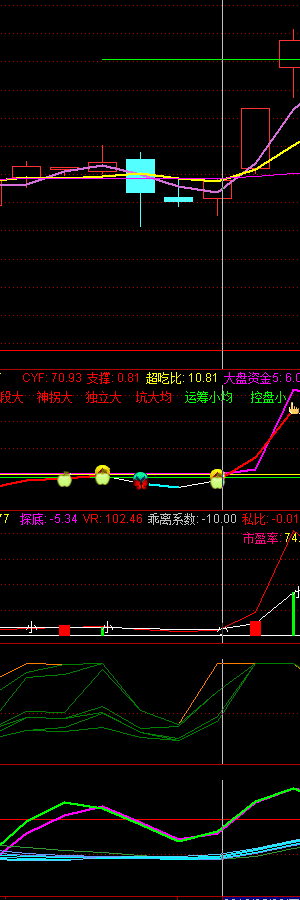 CYF: 70.93 支撑: 0.81 超吃比: 10.81 大盘资金5: 6.0
段大 神拐大 独立大 坑大均 运筹小均 控盘小
77 探底: -5.34 VR: 102.46 乖离系数: -10.00 私比: -0.01
市盈率: 74.
小 小 小